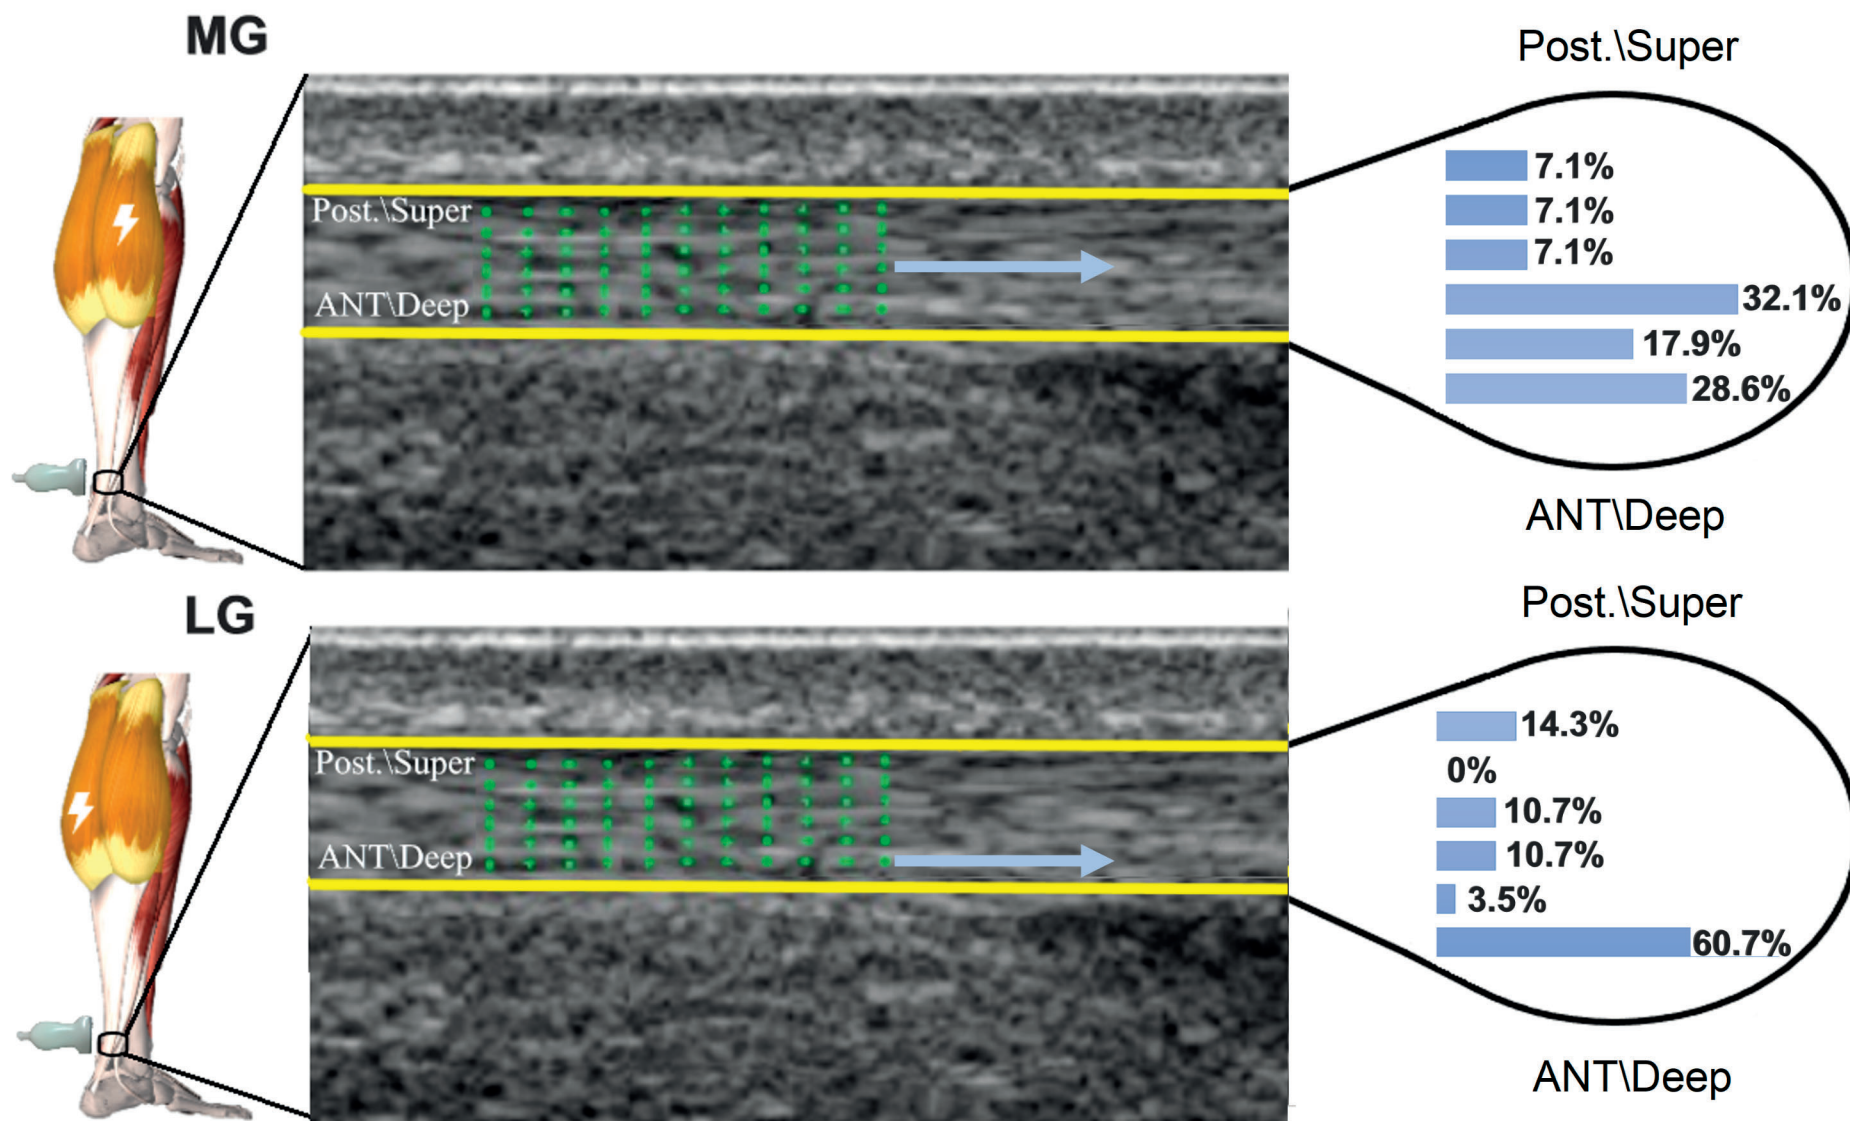 MG
Post.\Super
Post.\Super
ANT\Deep
7.1%
7.1%
7.1%
32.1%
17.9%
28.6%
ANT\Deep
LG
Post.\Super
Post.\Super
ANT\Deep
14.3%
0%
10.7%
10.7%
3.5%
60.7%
ANT\Deep